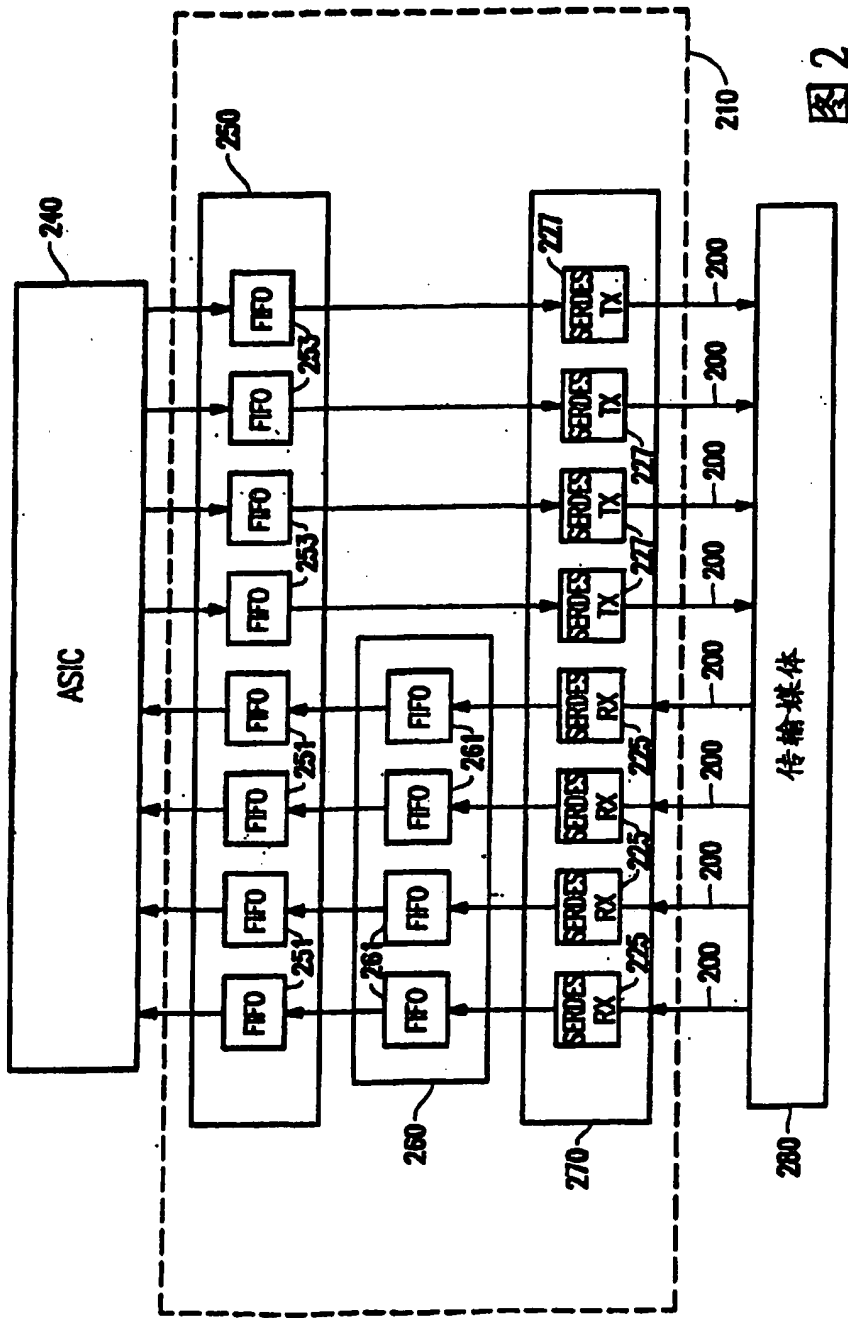 240
ASIC
250
FIFO FIFO FIFO FIFO FIFO FIFO FIFO FIFO
251 251 253 253
261
FIFO FIFO FIFO FIFO
261
260
227
SERDES RX SERDES RX SERDES RX SERDES RX SERDES TX SERDES TX SERDES TX SERDES TX
225 225 225 227 227
270
210
200 200 200 200 200 200 200 200
传输媒体
280
图 2